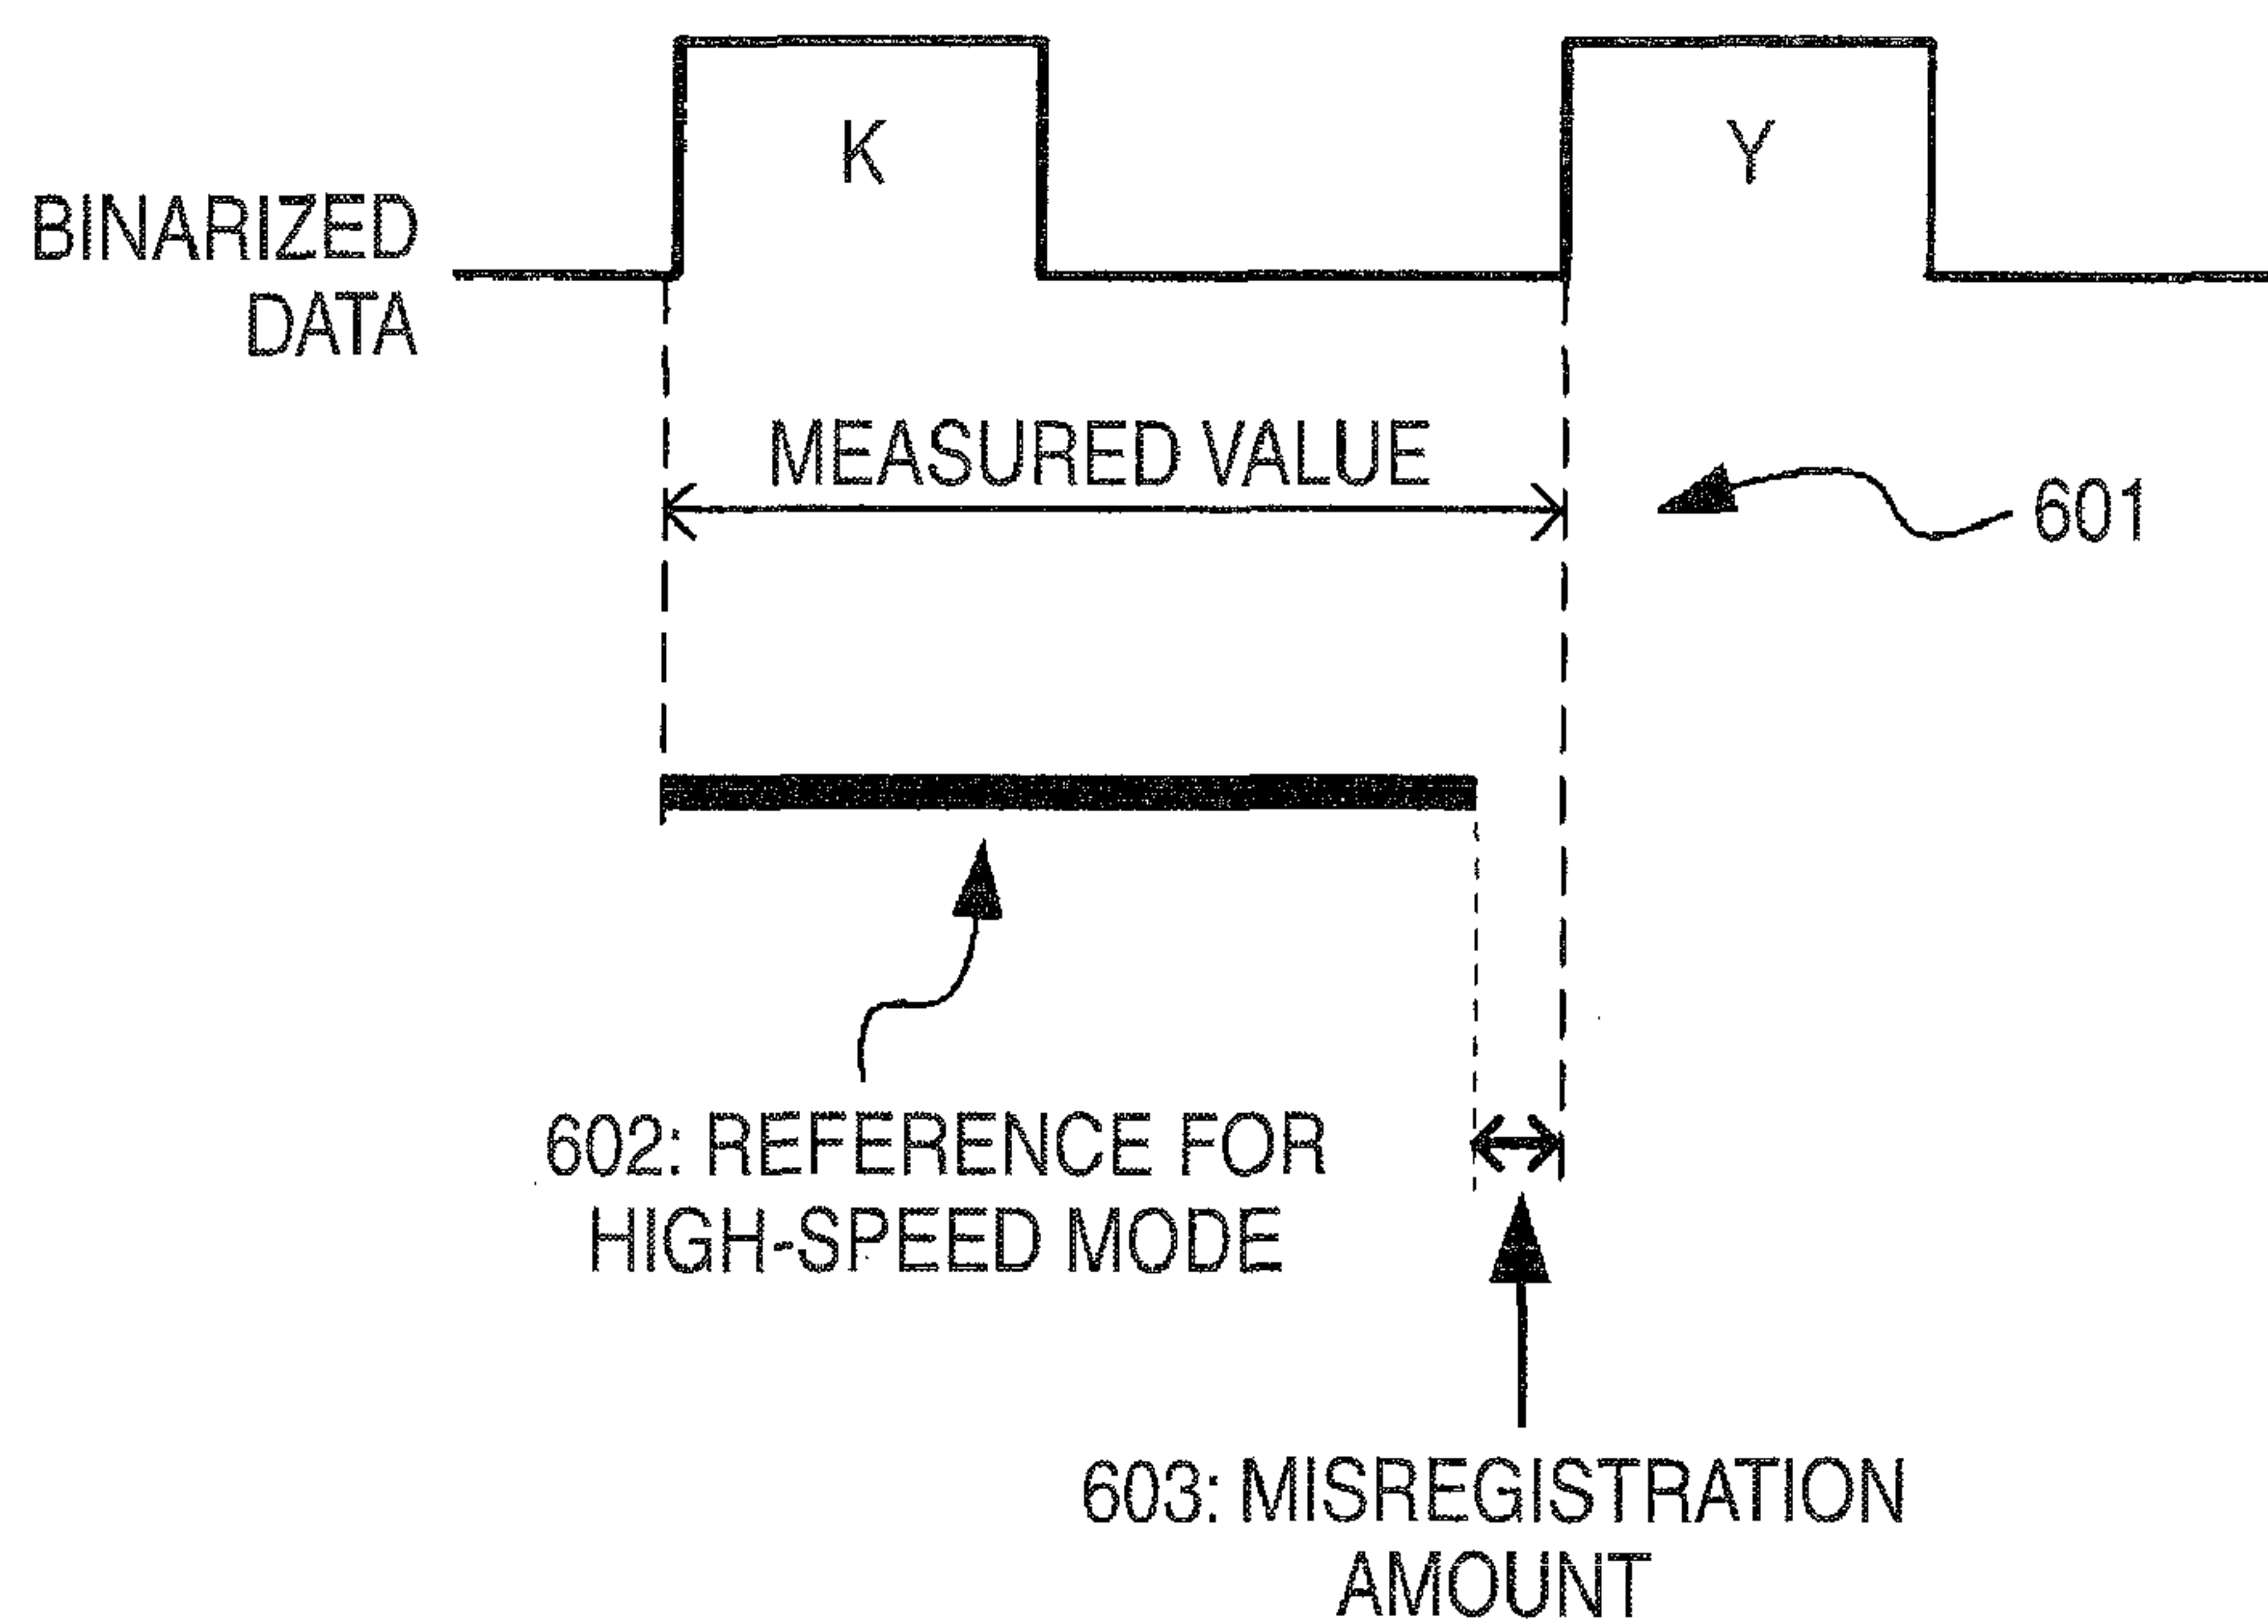 K
Y
BINARIZED
DATA
MEASURED VALUE
601
602: REFERENCE FOR
HIGH-SPEED MODE
603: MISREGISTRATION
AMOUNT